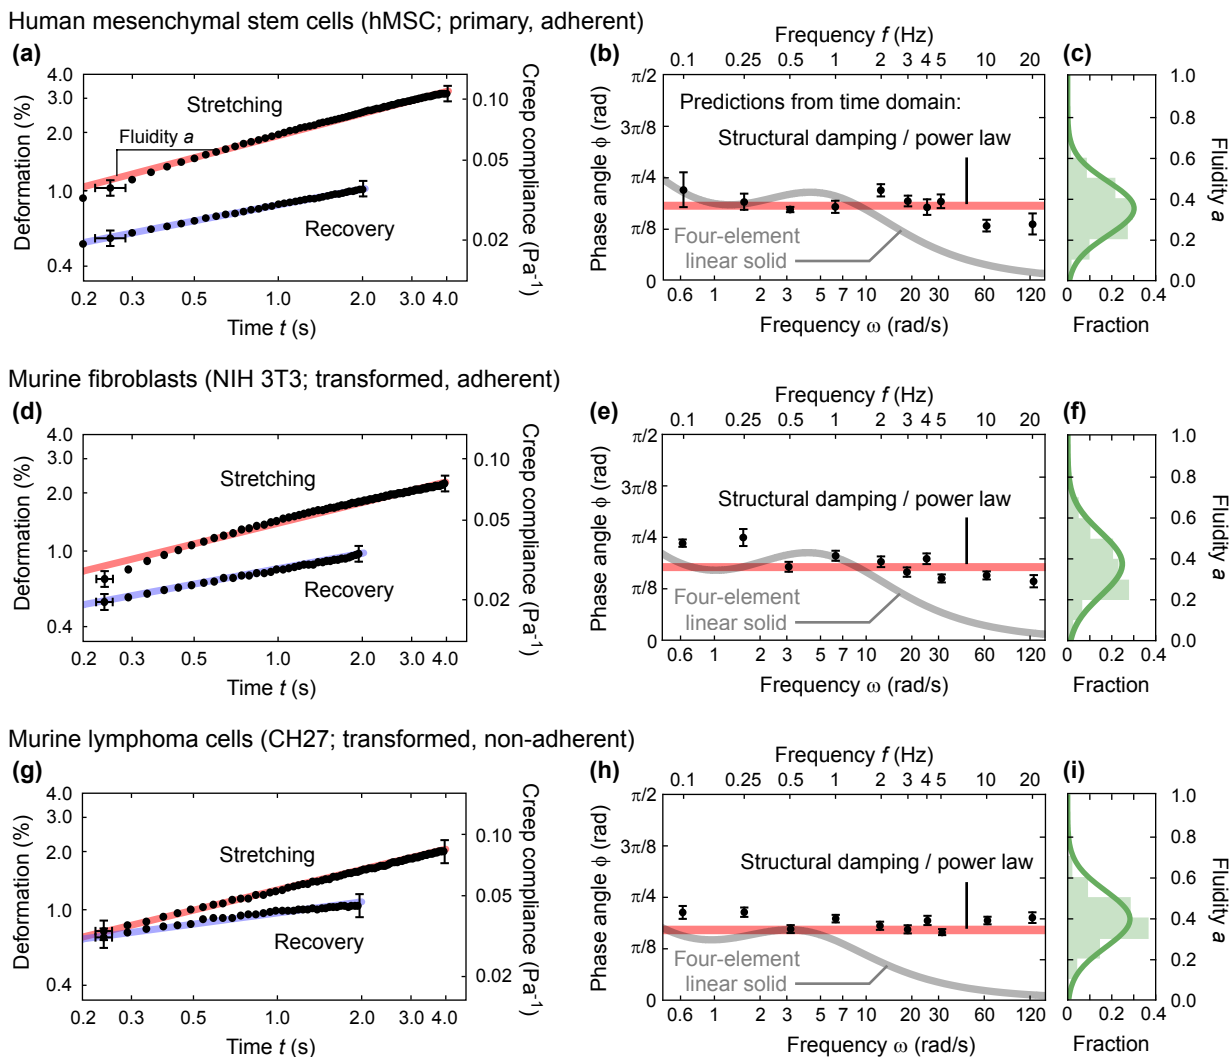 Human mesenchymal stem cells (hMSC; primary, adherent)
(a)
Deformation (%)
4.0
3.0
2.0
1.0
0.4
Stretching
Fluidity a
Recovery
0.10
0.05
0.02
Creep compliance (Pa⁻¹)
0.2 0.3 0.5 1.0 2.0 3.0 4.0
Time t (s)
(b)
Frequency f (Hz)
0.1 0.25 0.5 1 2 3 4 5 10 20
Phase angle ϕ (rad)
π/2
3π/8
π/4
π/8
0
Predictions from time domain:
Structural damping / power law
Four-element
linear solid
0.6 1 2 3 5 7 10 20 30 60 120
Frequency ω (rad/s)
(c)
1.0
0.8
0.6
0.4
0.2
0.0
Fluidity a
0 0.2 0.4
Fraction
Murine fibroblasts (NIH 3T3; transformed, adherent)
(d)
Deformation (%)
4.0
3.0
2.0
1.0
0.4
Stretching
Recovery
0.10
0.05
0.02
Creep compliance (Pa⁻¹)
0.2 0.3 0.5 1.0 2.0 3.0 4.0
Time t (s)
(e)
Frequency f (Hz)
0.1 0.25 0.5 1 2 3 4 5 10 20
Phase angle ϕ (rad)
π/2
3π/8
π/4
π/8
0
Structural damping / power law
Four-element
linear solid
0.6 1 2 3 5 7 10 20 30 60 120
Frequency ω (rad/s)
(f)
1.0
0.8
0.6
0.4
0.2
0.0
Fluidity a
0 0.2 0.4
Fraction
Murine lymphoma cells (CH27; transformed, non-adherent)
(g)
Deformation (%)
4.0
3.0
2.0
1.0
0.4
Stretching
Recovery
0.10
0.05
0.02
Creep compliance (Pa⁻¹)
0.2 0.3 0.5 1.0 2.0 3.0 4.0
Time t (s)
(h)
Frequency f (Hz)
0.1 0.25 0.5 1 2 3 4 5 10 20
Phase angle ϕ (rad)
π/2
3π/8
π/4
π/8
0
Structural damping / power law
Four-element
linear solid
0.6 1 2 3 5 7 10 20 30 60 120
Frequency ω (rad/s)
(i)
1.0
0.8
0.6
0.4
0.2
0.0
Fluidity a
0 0.2 0.4
Fraction